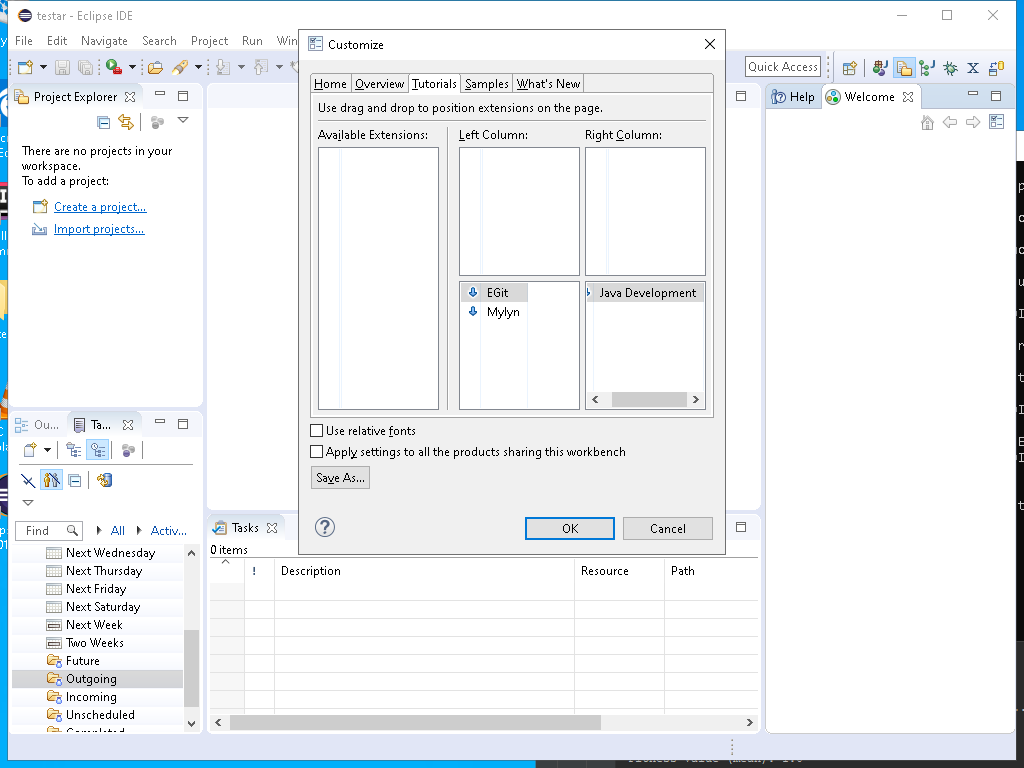 testar - Eclipse IDE
File Edit Navigate Search Project Run Win
Quick Access
Project Explorer
There are no projects in your
workspace.
To add a project:
Create a project...
Import projects...
Customize
Home Overview Tutorials Samples What's New
Use drag and drop to position extensions on the page.
Available Extensions: Left Column: Right Column:
EGit
Mylyn
Java Development
Use relative fonts
Apply settings to all the products sharing this workbench
Save As...
OK Cancel
Help Welcome
Ou... Ta...
Find All Activ...
Next Wednesday
Next Thursday
Next Friday
Next Saturday
Next Week
Two Weeks
Future
Outgoing
Incoming
Unscheduled
Completed
Tasks
0 items
! Description Resource Path